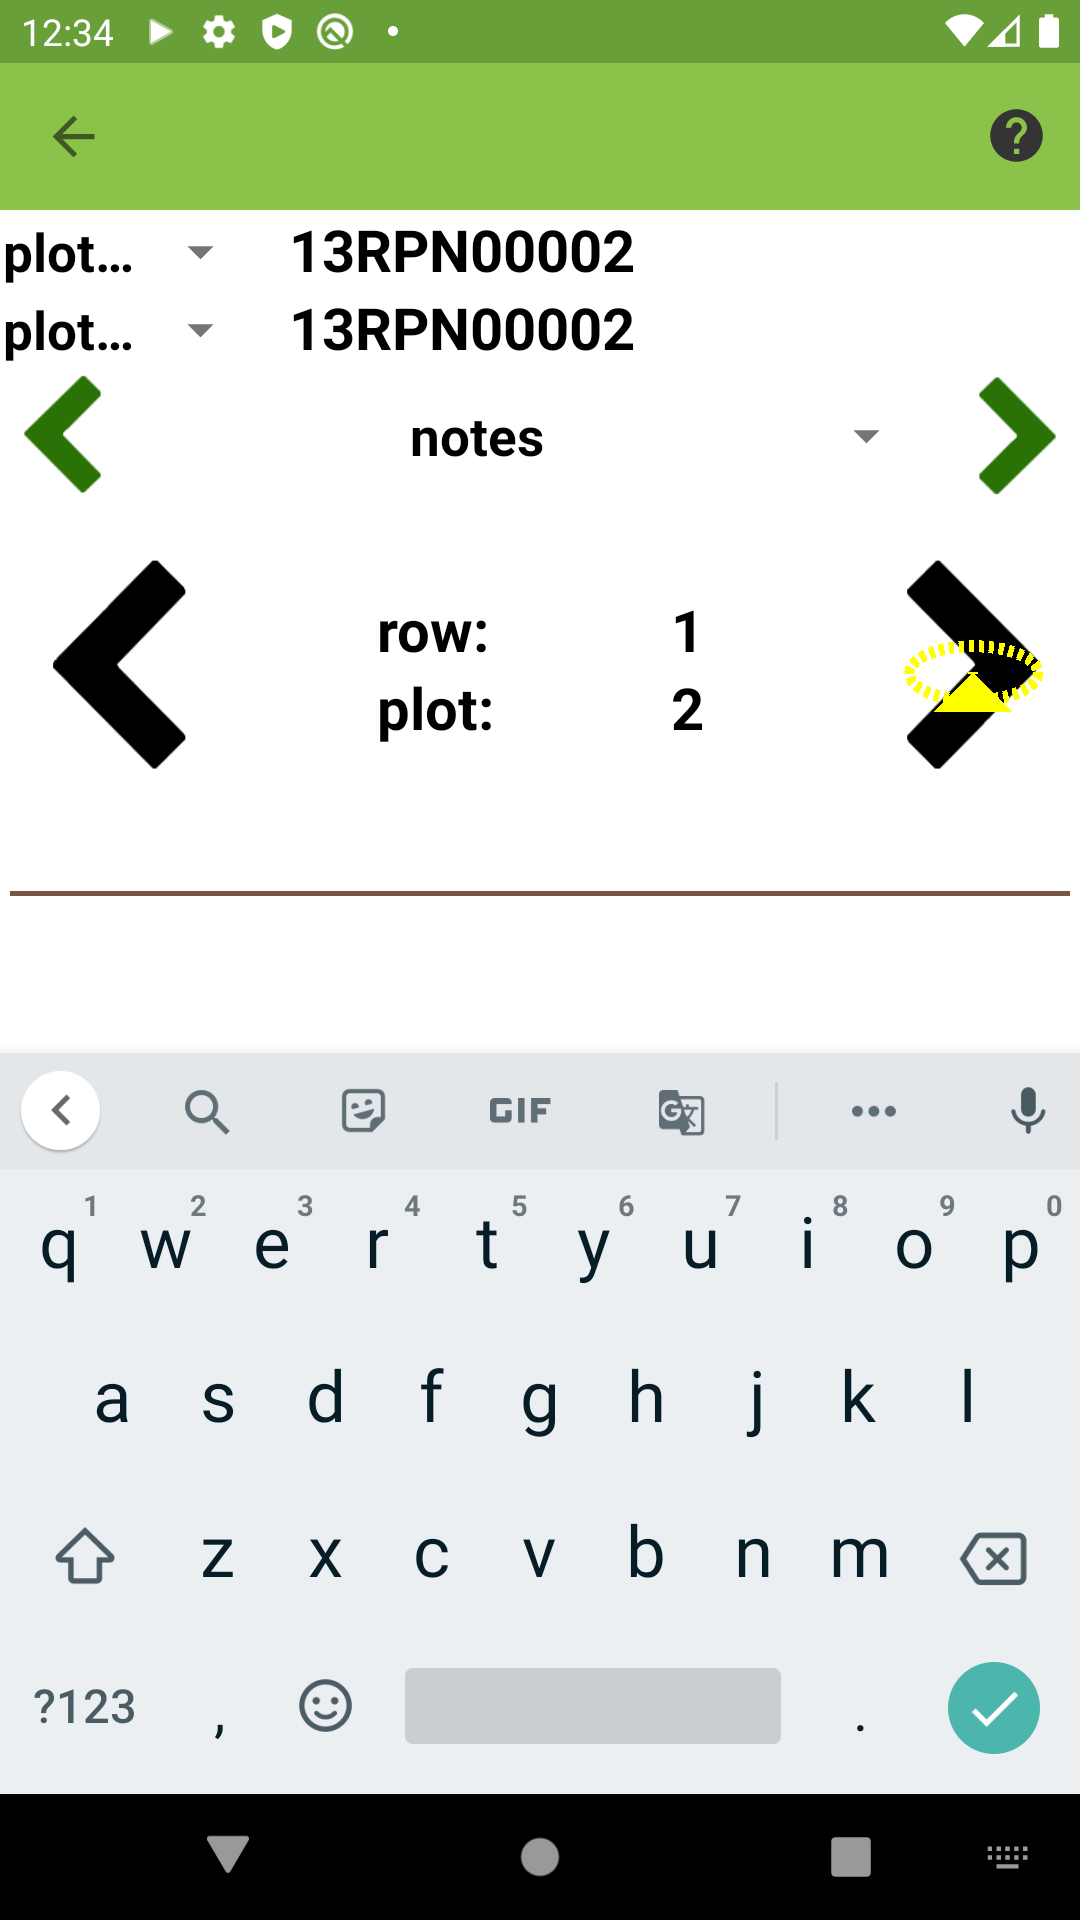 12:34
plot...
13RPN00002
plot...
13RPN00002
notes
row: 1
plot: 2
GIF
1 2 3 4 5 6 7 8 9 0
q w e r t y u i o p
a s d f g h j k l
z x c v b n m
?123 , .